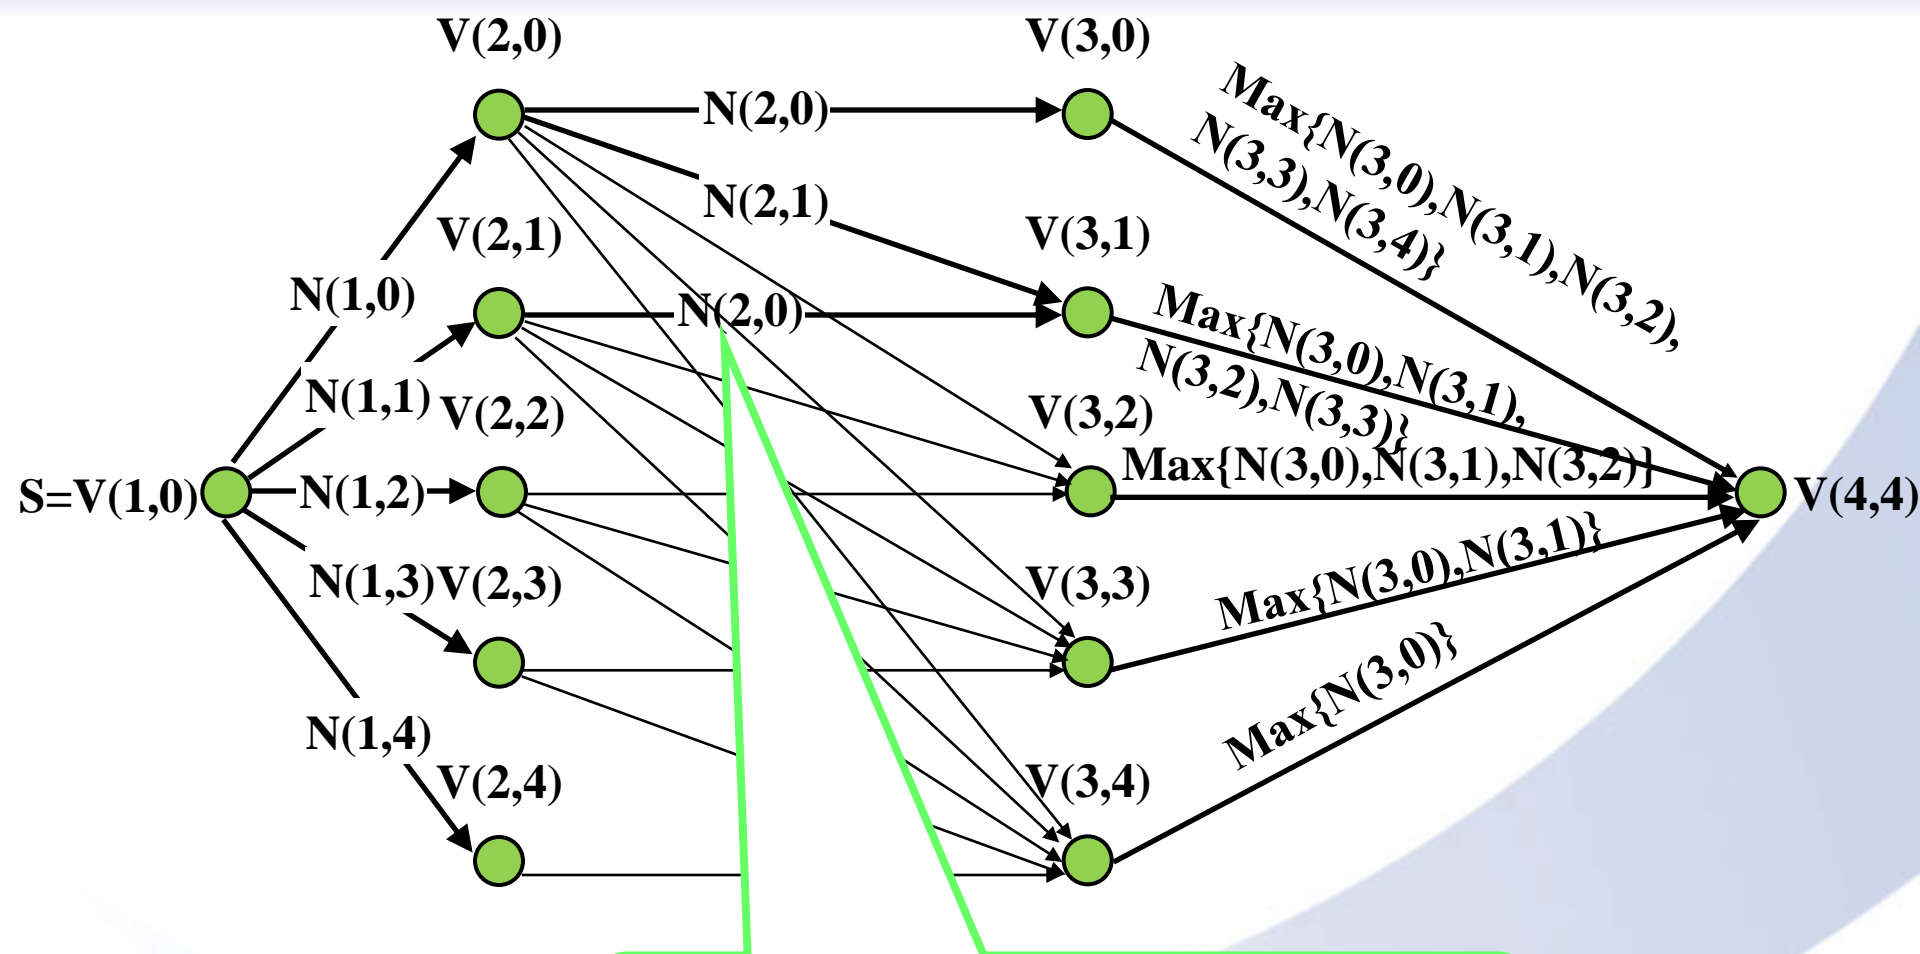 V(2,0)
V(3,0)
Max{N(3,0),N(3,1),N(3,2),
N(3,3),N(3,4)}
N(2,0)
N(2,1)
V(2,1)
V(3,1)
N(1,0)
N(2,0)
Max{N(3,0),N(3,1),
N(3,2),N(3,3)}
N(1,1)
V(2,2)
V(3,2)
Max{N(3,0),N(3,1),N(3,2)}
S=V(1,0)
N(1,2)
V(4,4)
N(1,3)
V(2,3)
V(3,3)
Max{N(3,0),N(3,1)}
Max{N(3,0)}
N(1,4)
V(2,4)
V(3,4)